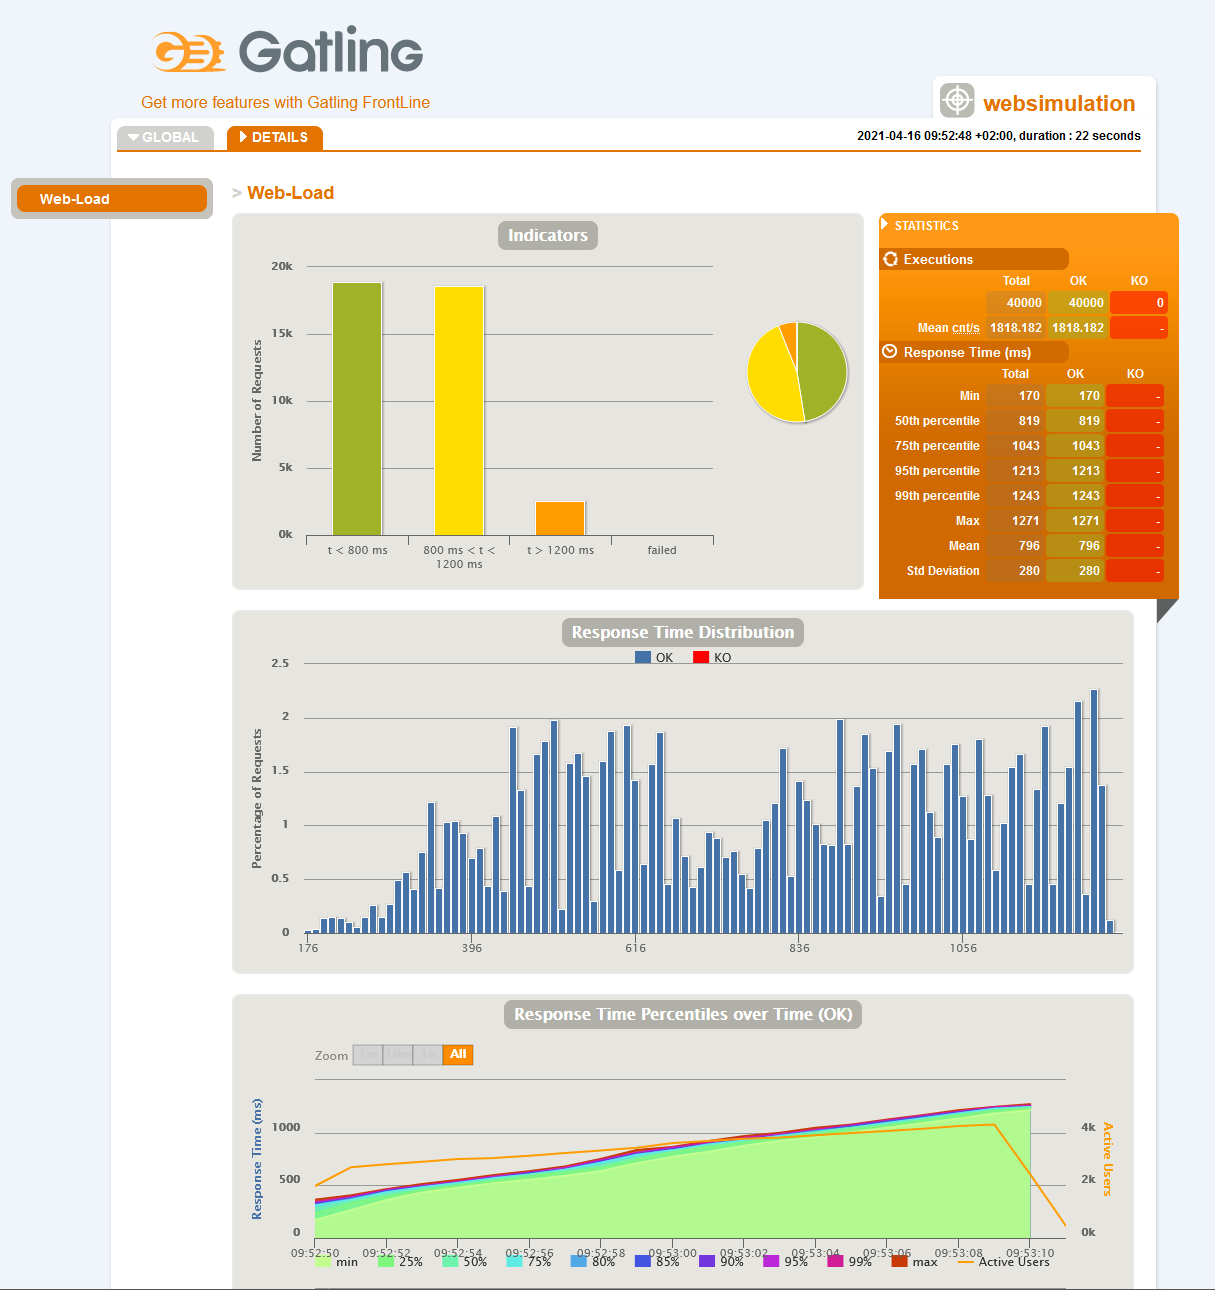 Gatling
Get more features with Gatling FrontLine
websimulation
GLOBAL
DETAILS
2021-04-16 09:52:48 +02:00, duration : 22 seconds
Web-Load
> Web-Load
Indicators
Number of Requests
20k
15k
10k
5k
0k
t < 800 ms
800 ms < t <
1200 ms
t > 1200 ms
failed
STATISTICS
Executions
Total OK KO
40000 40000 0
Mean cnt/s 1818.182 1818.182 -
Response Time (ms)
Total OK KO
Min 170 170 -
50th percentile 819 819 -
75th percentile 1043 1043 -
95th percentile 1213 1213 -
99th percentile 1243 1243 -
Max 1271 1271 -
Mean 796 796 -
Std Deviation 280 280 -
Response Time Distribution
OK KO
Percentage of Requests
2.5
2
1.5
1
0.5
0
176 396 616 836 1056
Response Time Percentiles over Time (OK)
Zoom All
Response Time (ms)
1000
500
0
Active Users
4k
2k
0k
09:52:50 09:52:52 09:52:54 09:52:56 09:52:58 09:53:00 09:53:02 09:53:04 09:53:06 09:53:08 09:53:10
min 25% 50% 75% 80% 85% 90% 95% 99% max Active Users